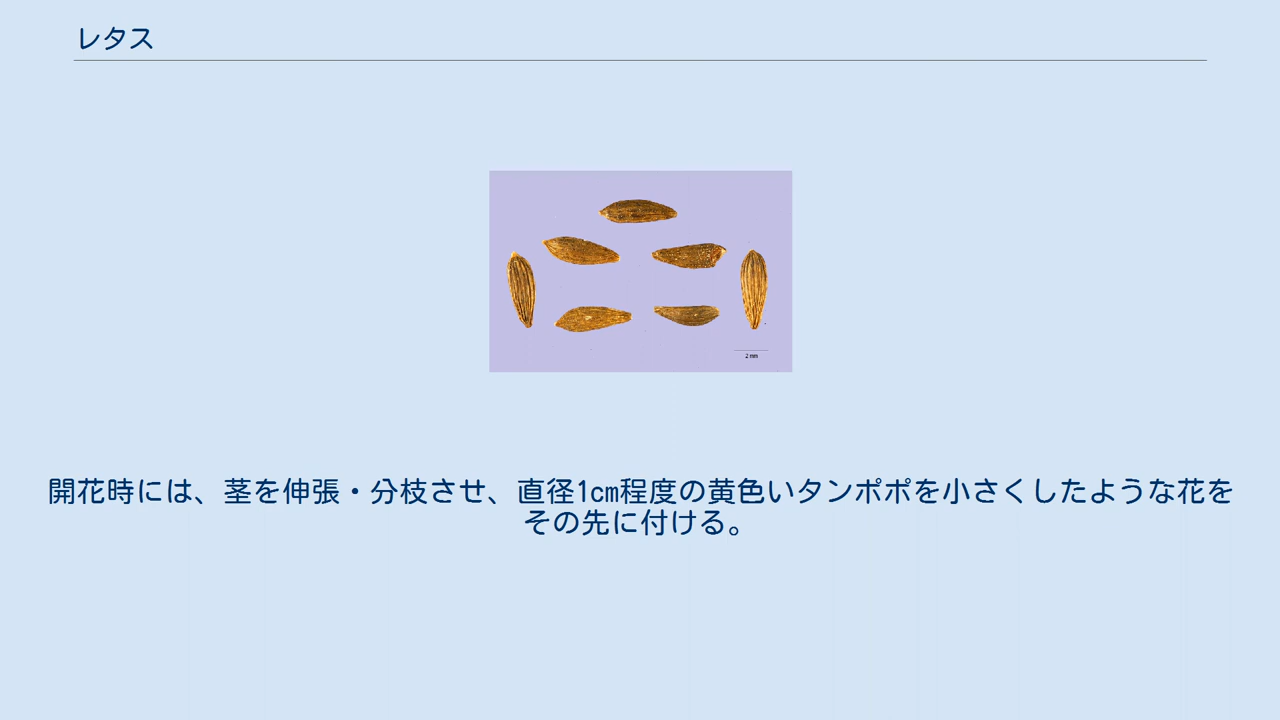 レタス
2 mm
開花時には、茎を伸張・分枝させ、直径1cm程度の黄色いタンポポを小さくしたような花を
その先に付ける。